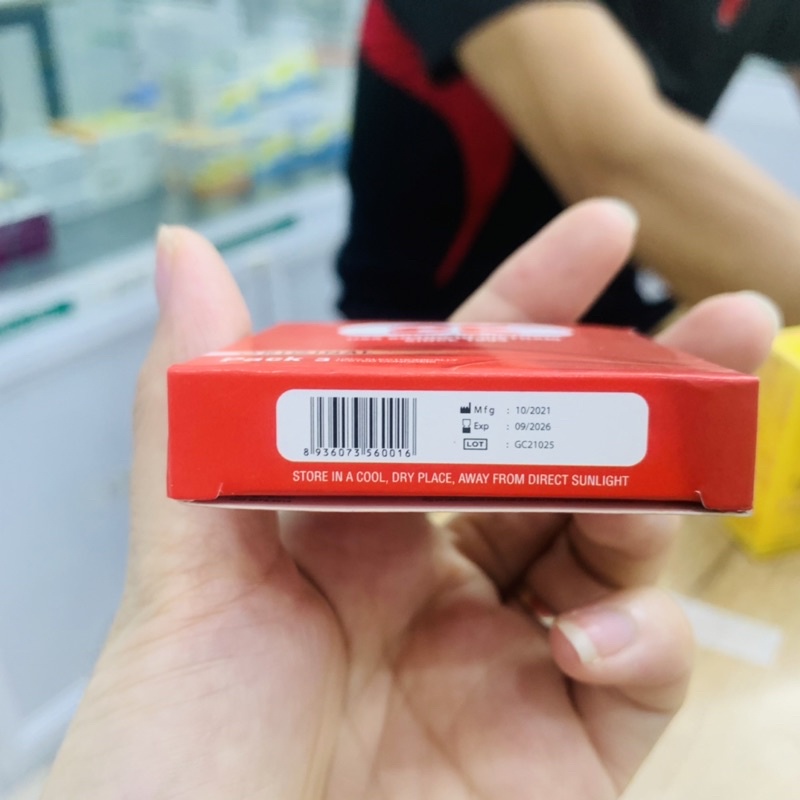 Mfg : 10/2021
Exp : 09/2026
LOT : GC21025
8 936073 560016
STORE IN A COOL, DRY PLACE, AWAY FROM DIRECT SUNLIGHT